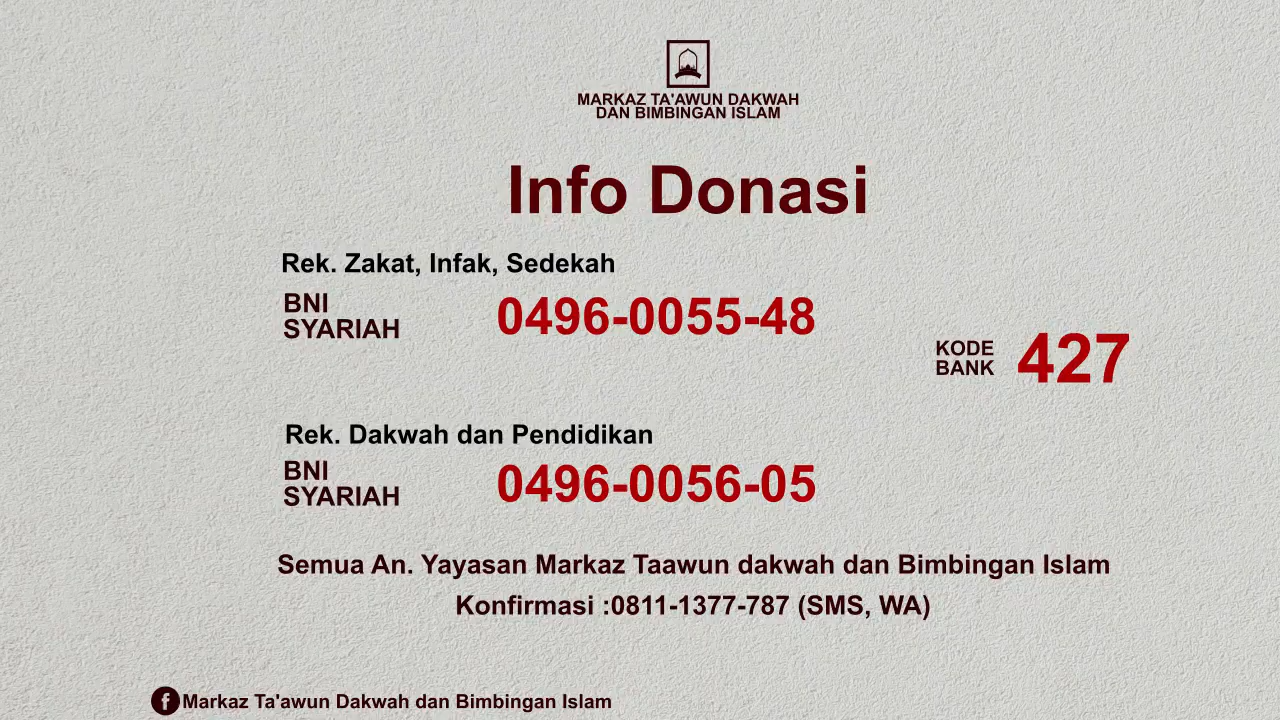 MARKAZ TA'AWUN DAKWAH
DAN BIMBINGAN ISLAM
Info Donasi
Rek. Zakat, Infak, Sedekah
BNI
SYARIAH
0496-0055-48
KODE
BANK
427
Rek. Dakwah dan Pendidikan
BNI
SYARIAH
0496-0056-05
Semua An. Yayasan Markaz Taawun dakwah dan Bimbingan Islam
Konfirmasi :0811-1377-787 (SMS, WA)
Markaz Ta'awun Dakwah dan Bimbingan Islam